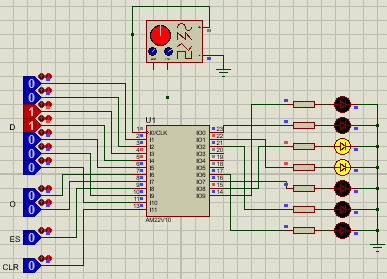 0
0
1
D
1
0
0
0
O
0
ES
0
CLR
0
U1
1
2
3
4
5
6
7
8
9
10
11
13
I0/CLK
I1
I2
I3
I4
I5
I6
I7
I8
I9
I10
I11
IO0
IO1
IO2
IO3
IO4
IO5
IO6
IO7
IO8
IO9
23
22
21
20
19
18
17
16
15
14
AM22V10